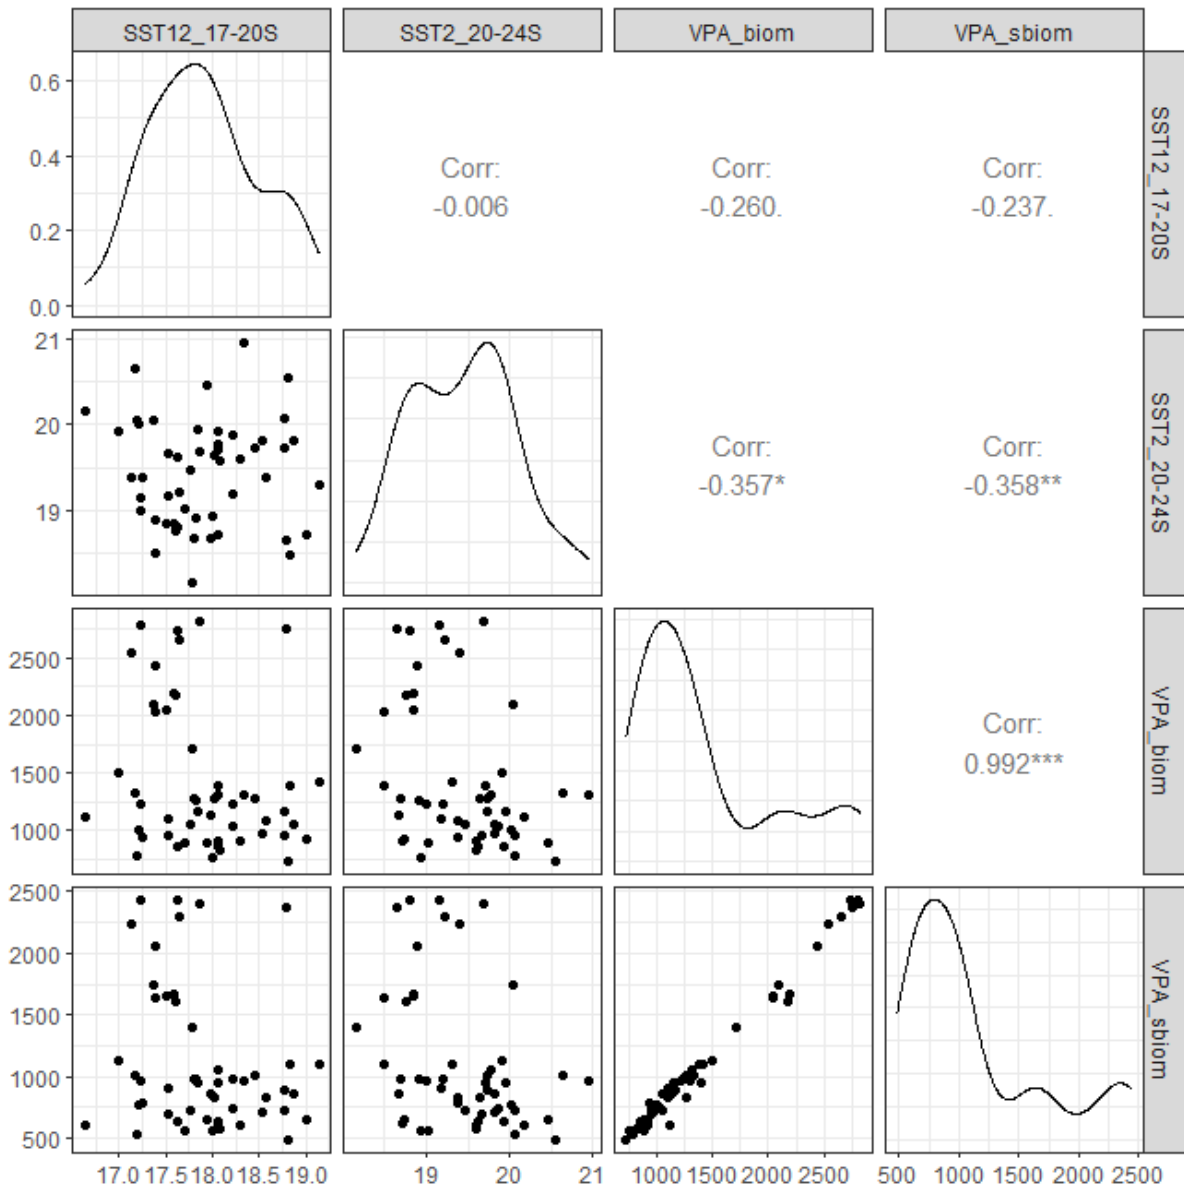 SST12_17-20S SST2_20-24S VPA_biom VPA_sbiom
0.6
0.4
0.2
0.0
Corr:
-0.006
Corr:
-0.260.
Corr:
-0.237.
SST12_17-20S
21
20
19
Corr:
-0.357*
Corr:
-0.358**
SST2_20-24S
2500
2000
1500
1000
Corr:
0.992***
VPA_biom
2500
2000
1500
1000
500
VPA_sbiom
17.0 17.5 18.0 18.5 19.0 19 20 21 1000 1500 2000 2500 500 1000 1500 2000 2500